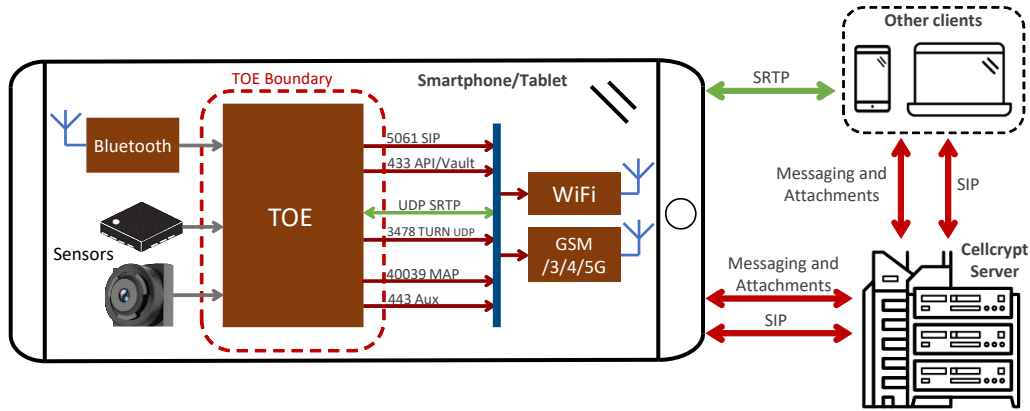 Other clients
TOE Boundary
Smartphone/Tablet
SRTP
Bluetooth
5061 SIP
433 API/Vault
TOE
UDP SRTP
3478 TURN UDP
40039 MAP
443 Aux
WiFi
GSM
/3/4/5G
Sensors
Messaging and
Attachments
SIP
Cellcrypt
Server
Messaging and
Attachments
SIP